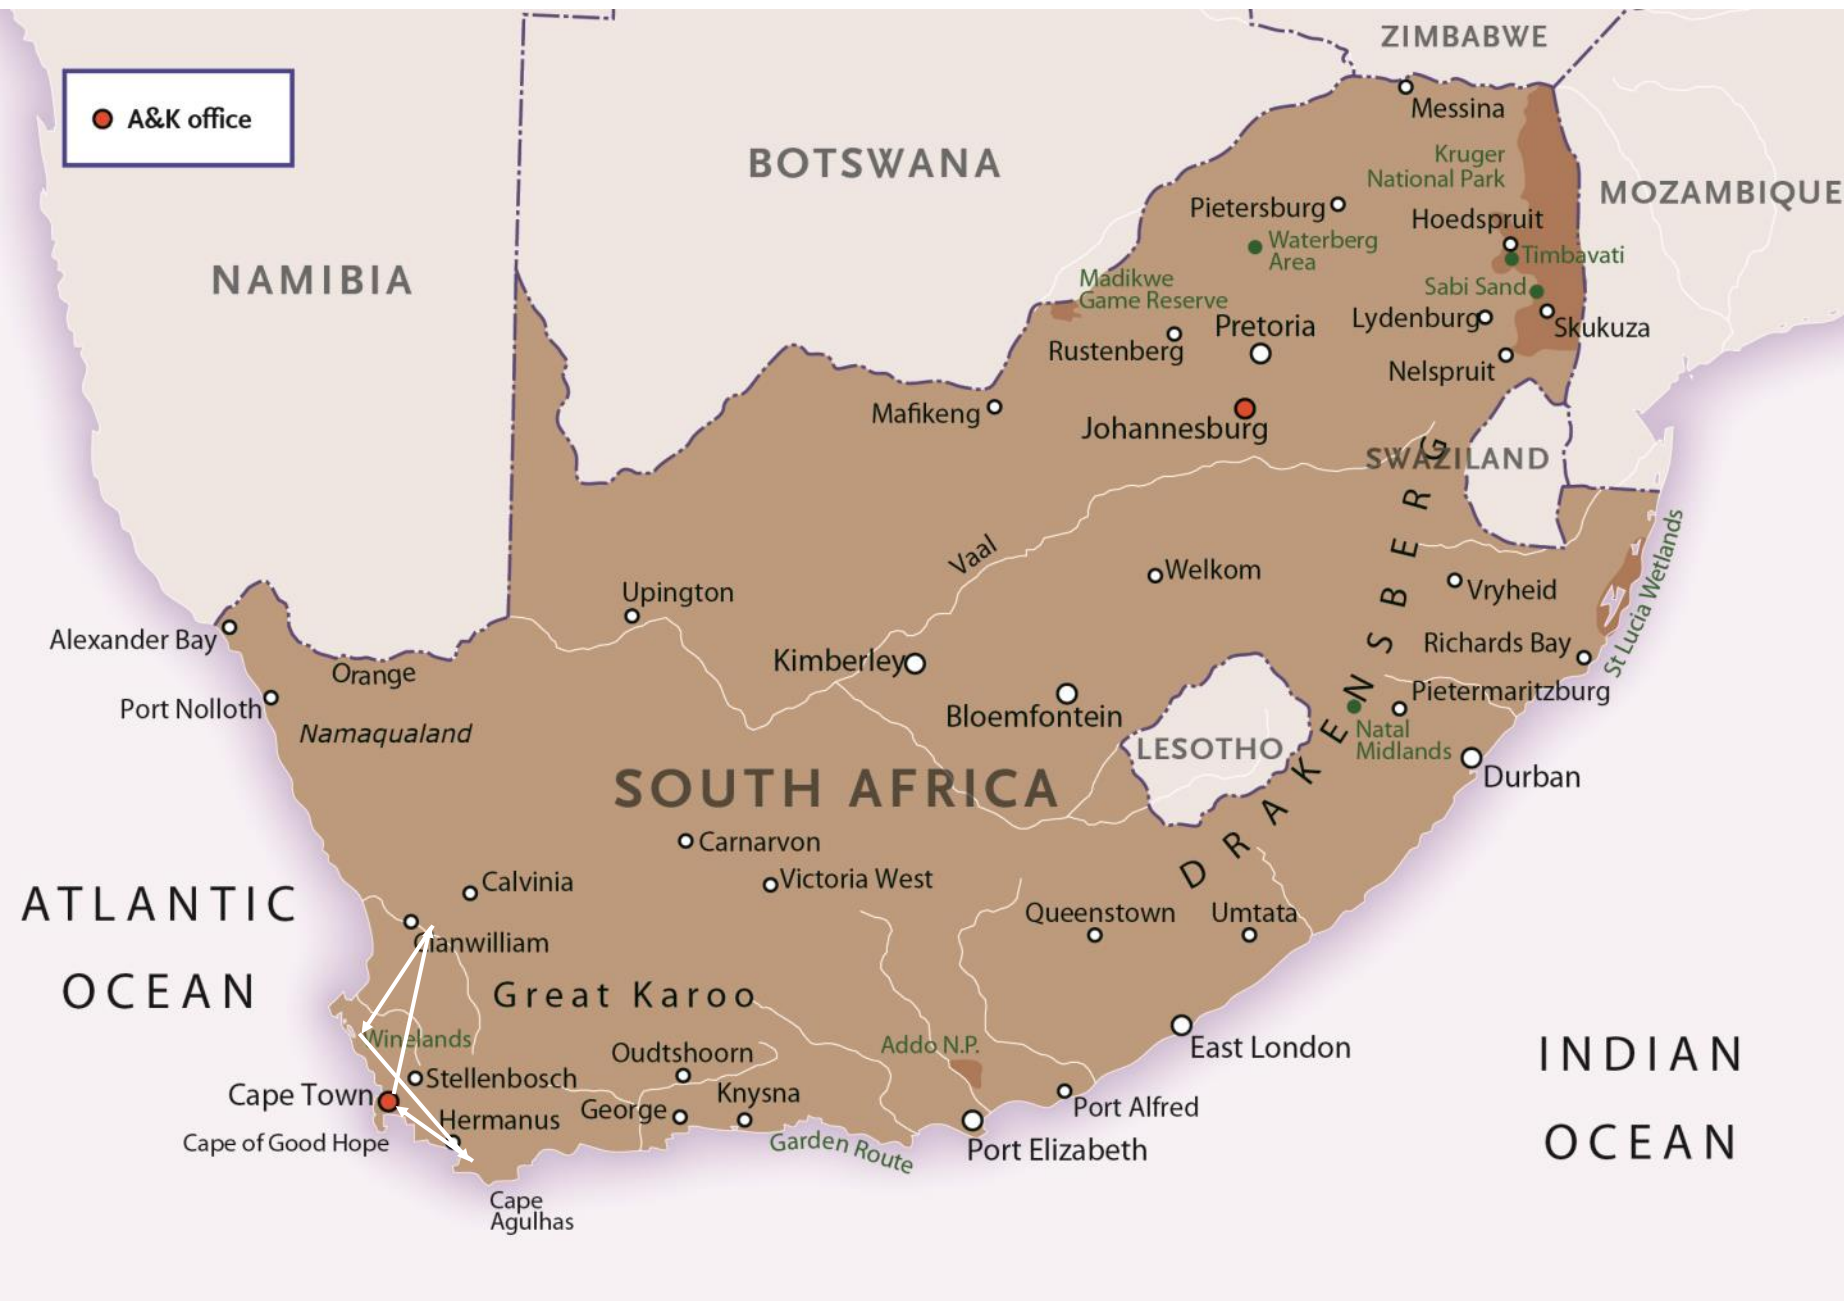 ZIMBABWE
A&K office
Messina
BOTSWANA
Kruger
National Park
MOZAMBIQUE
Pietersburg
Hoedspruit
Waterberg
Area
Timbavati
NAMIBIA
Madikwe
Game Reserve
Sabi Sand
Pretoria
Lydenburg
Skukuza
Rustenberg
Nelspruit
Mafikeng
Johannesburg
SWAZILAND
DRAKENSBERG
Vaal
Welkom
Vryheid
St Lucia Wetlands
Upington
Alexander Bay
Richards Bay
Kimberley
Orange
Pietermaritzburg
Port Nolloth
Bloemfontein
Namaqualand
Natal
Midlands
LESOTHO
Durban
SOUTH AFRICA
Carnarvon
Calvinia
Victoria West
ATLANTIC
OCEAN
Queenstown
Umtata
Clanwilliam
Great Karoo
Winelands
Addo N.P.
East London
INDIAN
OCEAN
Oudtshoorn
Stellenbosch
Cape Town
Knysna
Hermanus
George
Port Alfred
Cape of Good Hope
Garden Route
Port Elizabeth
Cape
Agulhas